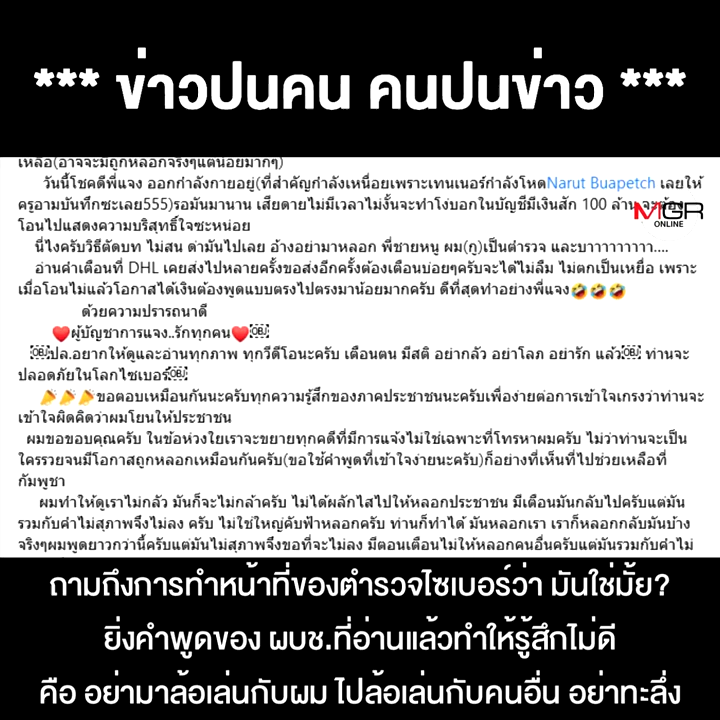 *** ข่าวปนคน คนปนข่าว ***
เหลือ(อาจจะมีถูกหลอกจริงๆแต่น้อยมากๆ)
วันนี้โชคดีพี่แจง ออกกำลังกายอยู่(ที่สำคัญกำลังเหนื่อยเพราะเทนเนอร์กำลังโหดNarut Buapetch เลยให้
ครูอามบันทึกซะเลย555)รอมันมานาน เสียดายไม่มีเวลาไม่งั้นจะทำโง่บอกในบัญชีมีเงินสัก 100 ล้าน จะต้อง
โอนไปแสดงความบริสุทธิ์ใจซะหน่อย
MGR
ONLINE
นี่ไงครับวิธีตัดบท ไม่สน ด่ามันไปเลย อ้างอย่ามาหลอก พี่ชายหนู ผม(กู)เป็นตำรวจ และบาาาาาาาาา....
อ่านคำเตือนที่ DHL เคยส่งไปหลายครั้งขอส่งอีกครั้งต้องเตือนบ่อยๆครับจะได้ไม่ลืม ไม่ตกเป็นเหยื่อ เพราะ
เมื่อโอนไม่แล้วโอกาสได้เงินต้องพูดแบบตรงไปตรงมาน้อยมากครับ ดีที่สุดทำอย่างพี่แจง🤣🤣🤣
ด้วยความปรารถนาดี
❤️ผู้บัญชาการแจง..รักทุกคน❤️OBJ
OBJปล.อยากให้ดูและอ่านทุกภาพ ทุกวีดีโอนะครับ เตือนตน มีสติ อย่ากลัว อย่าโลภ อย่ารัก แล้วOBJ ท่านจะ
ปลอดภัยในโลกไซเบอร์OBJ
🎉🎉🎉ขอตอบเหมือนกันนะครับทุกความรู้สึกของภาคประชาชนนะครับเพื่อง่ายต่อการเข้าใจเกรงว่าท่านจะ
เข้าใจผิดคิดว่าผมโยนให้ประชาชน
ผมขอขอบคุณครับ ในข้อห่วงใยเราจะขยายทุกคดีที่มีการแจ้งไม่ใช่เฉพาะที่โทรหาผมครับ ไม่ว่าท่านจะเป็น
ใครรวยจนมีโอกาสถูกหลอกเหมือนกันครับ(ขอใช้คำพูดที่เข้าใจง่ายนะครับ)ก็อย่างที่เห็นที่ไปช่วยเหลือที่
กัมพูชา
ผมทำให้ดูเราไม่กลัว มันก็จะไม่กล้าครับ ไม่ได้ผลักไสไปให้หลอกประชาชน มีเตือนมันกลับไปครับแต่มัน
รวมกับคำไม่สุภาพจึงไม่ลง ครับ ไม่ใช่ใหญ่คับฟ้าหลอกครับ ท่านก็ทำได้ มันหลอกเรา เราก็หลอกกลับมันบ้าง
จริงๆผมพูดยาวกว่านี้ครับแต่มันไม่สุภาพจึงขอที่จะไม่ลง มีตอนเตือนไม่ให้หลอกคนอื่นครับแต่มันรวมกับคำไม่
ถามถึงการทำหน้าที่ของตำรวจไซเบอร์ว่า มันใช่มั้ย?
ยิ่งคำพูดของ ผบช.ที่อ่านแล้วทำให้รู้สึกไม่ดี
คือ อย่ามาล้อเล่นกับผม ไปล้อเล่นกับคนอื่น อย่าทะลึ่ง